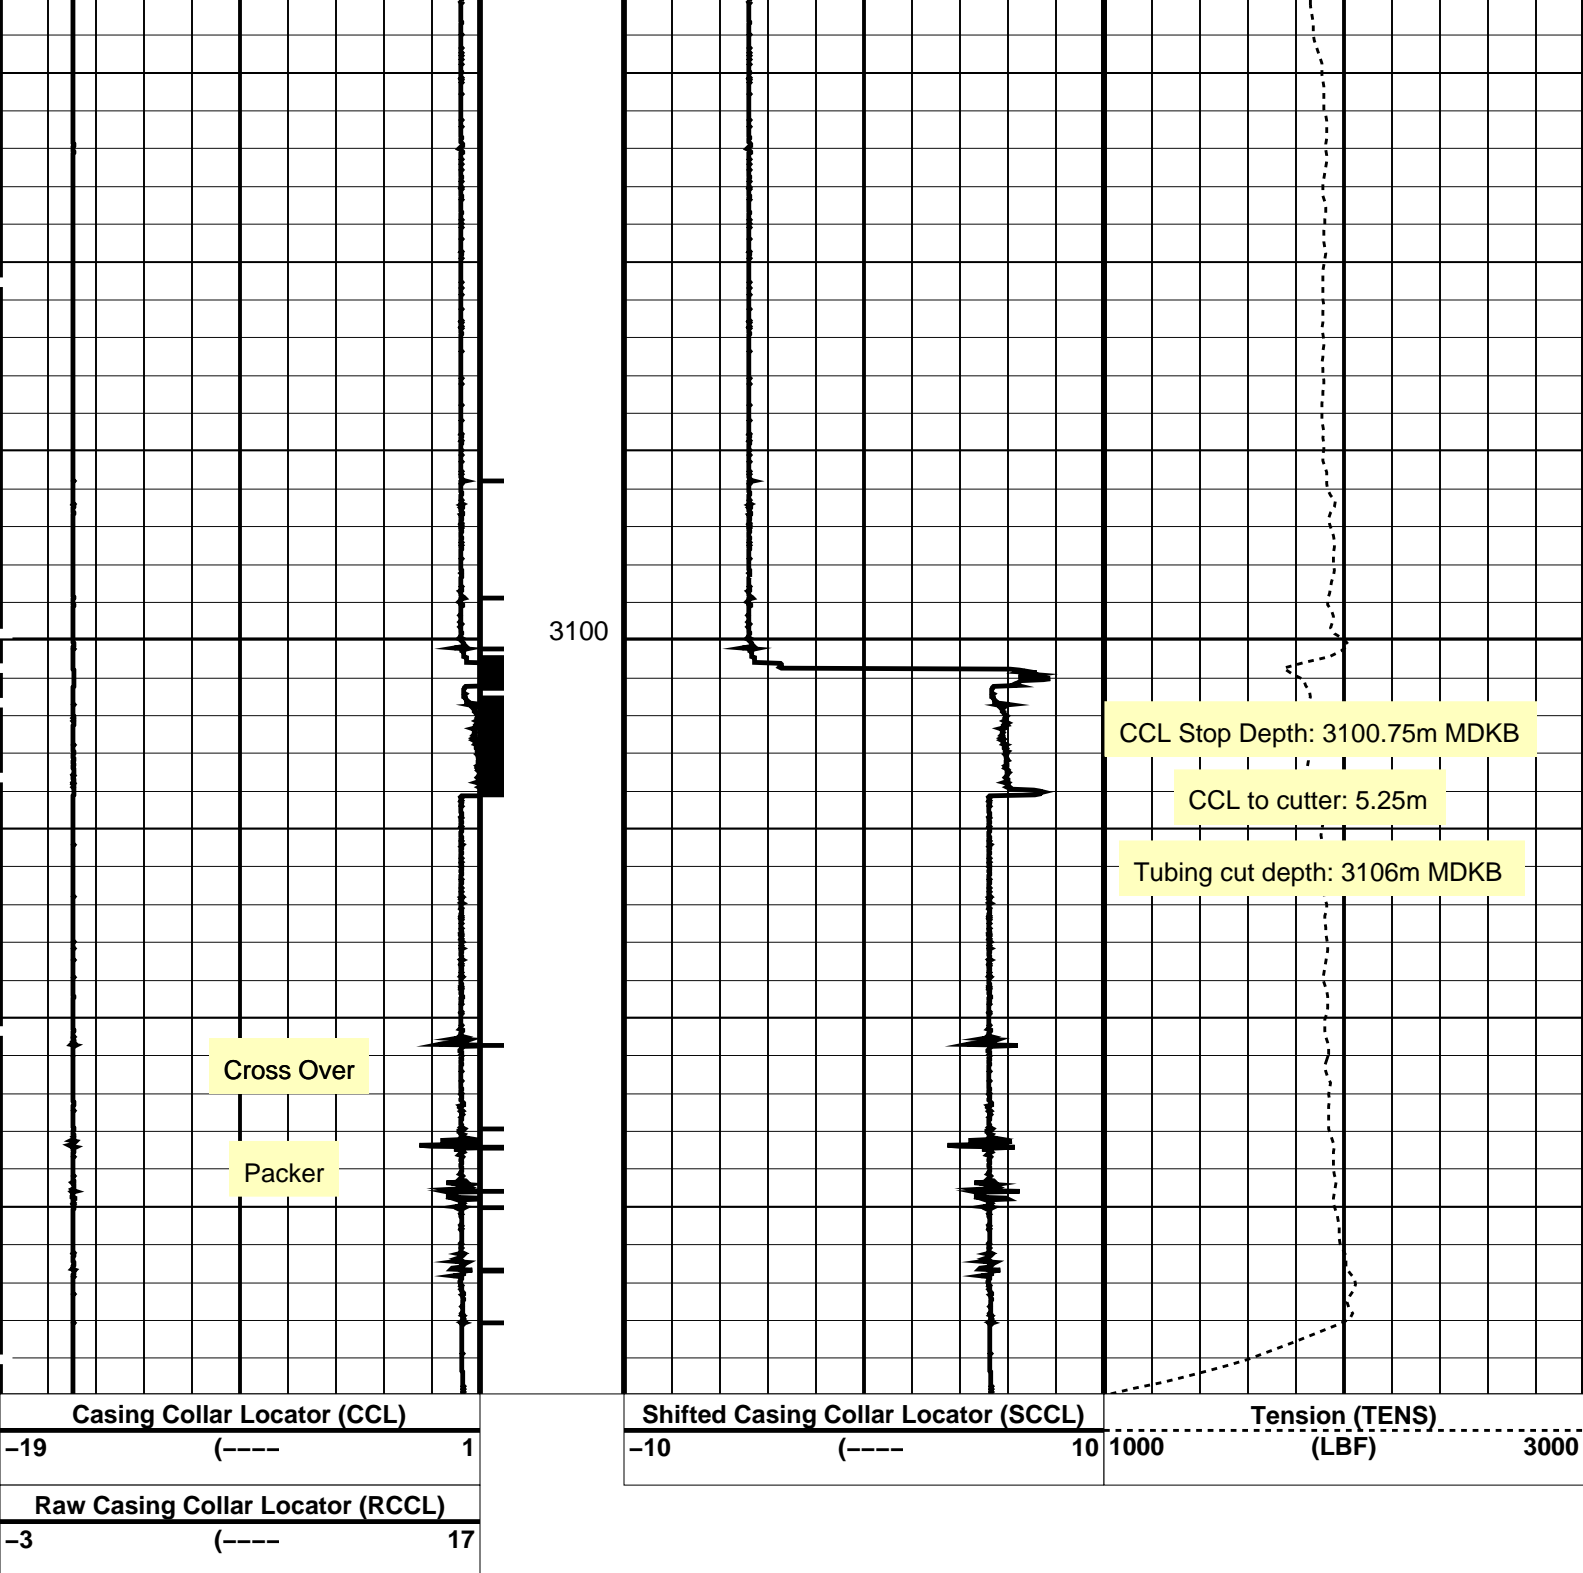 3100
CCL Stop Depth: 3100.75m MDKB
CCL to cutter: 5.25m
Tubing cut depth: 3106m MDKB
Cross Over
Packer
Casing Collar Locator (CCL)
−19 (−−−− 1
Raw Casing Collar Locator (RCCL)
−3 (−−−− 17
Shifted Casing Collar Locator (SCCL)
−10 (−−−− 10
Tension (TENS)
1000 (LBF) 3000